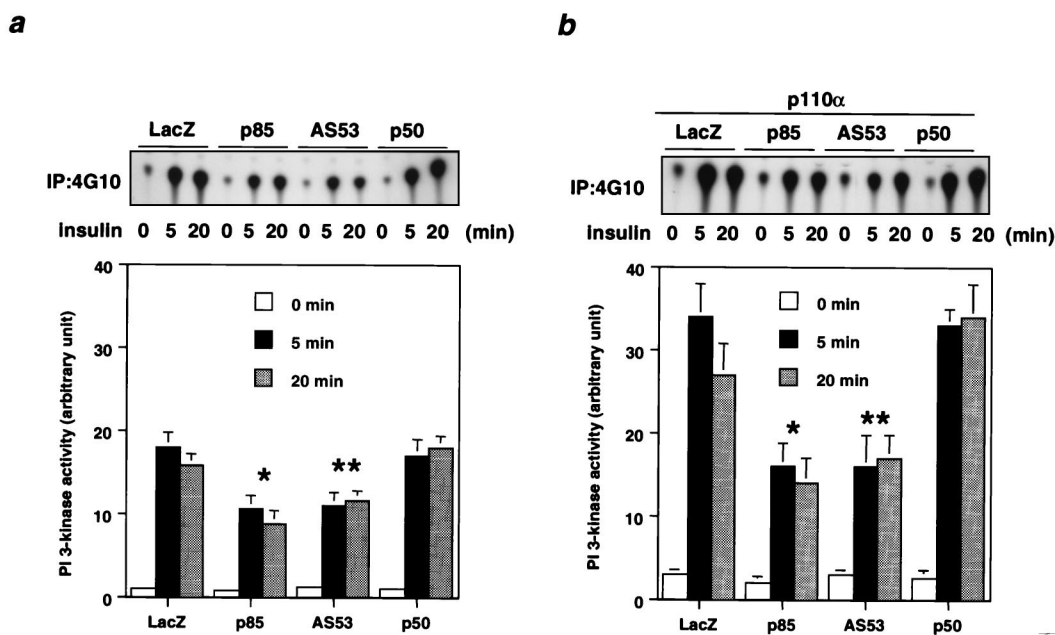 a
LacZ p85 AS53 p50
IP:4G10
insulin 0 5 20 0 5 20 0 5 20 0 5 20 (min)
PI 3-kinase activity (arbitrary unit)
40
30
20
10
0
0 min
5 min
20 min
*
**
LacZ p85 AS53 p50
b
p110α
LacZ p85 AS53 p50
IP:4G10
insulin 0 5 20 0 5 20 0 5 20 0 5 20 (min)
PI 3-kinase activity (arbitrary unit)
40
30
20
10
0
0 min
5 min
20 min
*
**
LacZ p85 AS53 p50